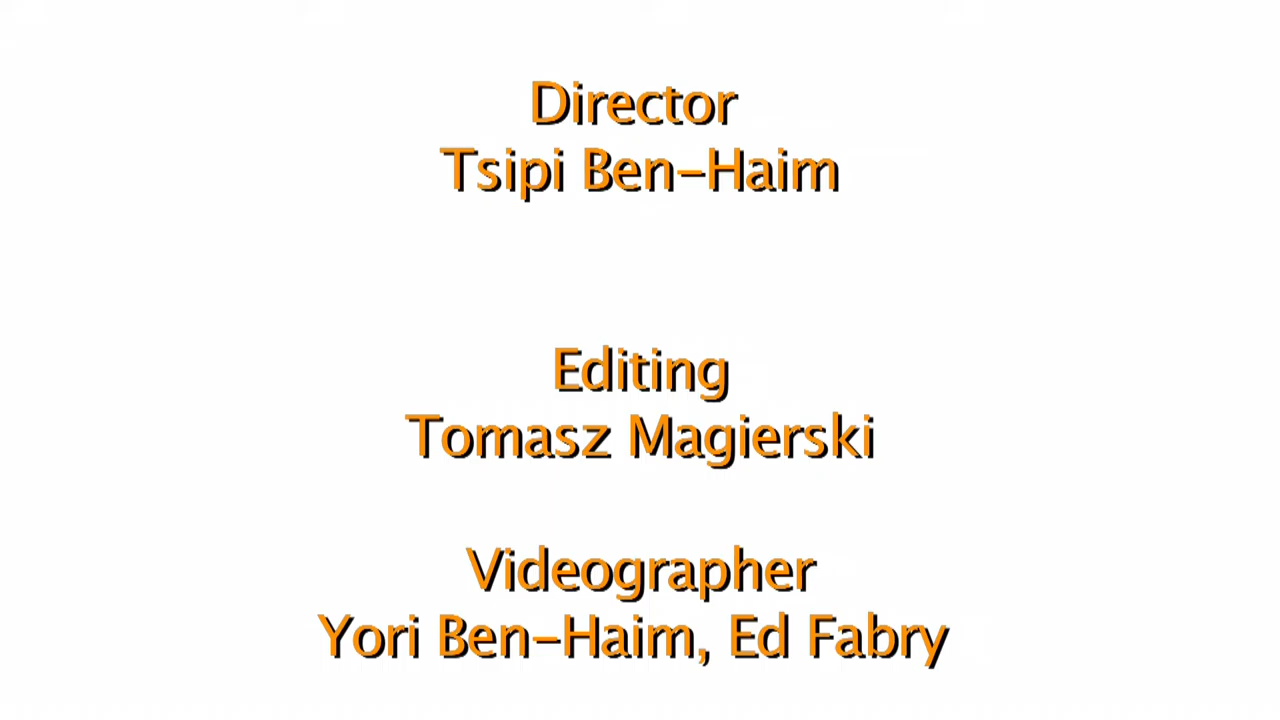 Director
Tsipi Ben-Haim
Editing
Tomasz Magierski
Videographer
Yori Ben-Haim, Ed Fabry